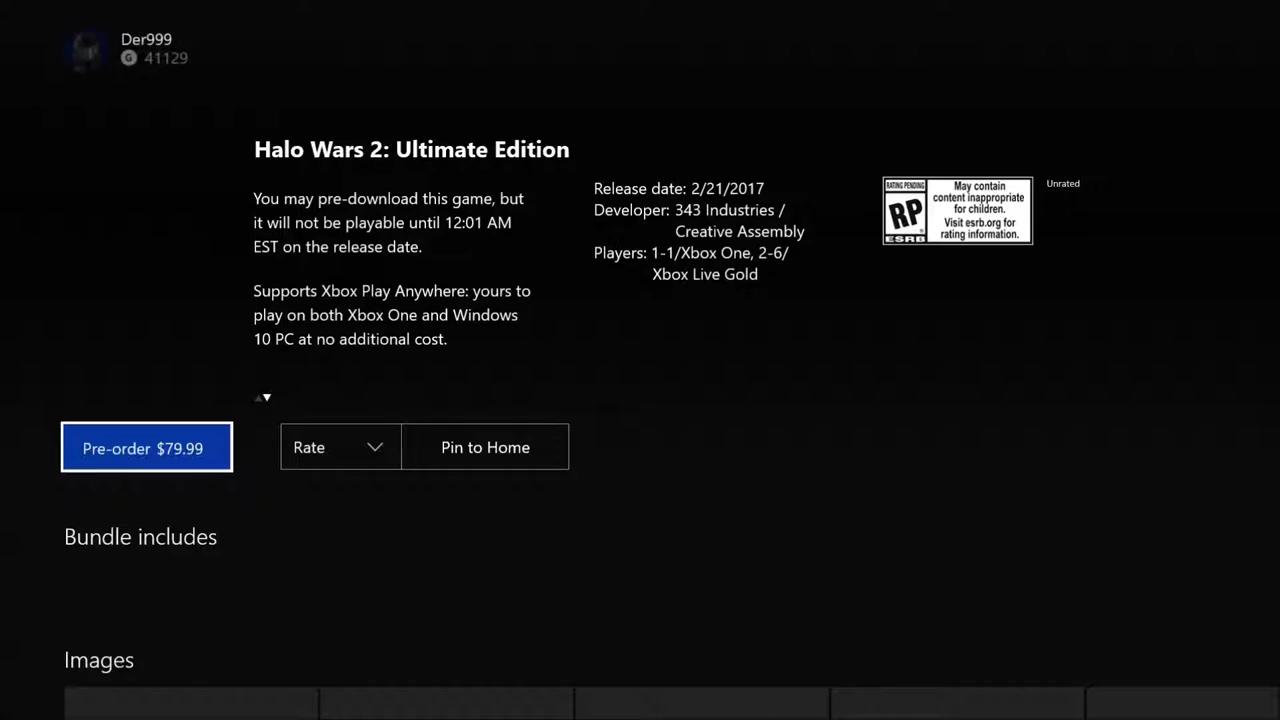 Der999
G 41129
Halo Wars 2: Ultimate Edition
You may pre-download this game, but
it will not be playable until 12:01 AM
EST on the release date.
Supports Xbox Play Anywhere: yours to
play on both Xbox One and Windows
10 PC at no additional cost.
Release date: 2/21/2017
Developer: 343 Industries /
Creative Assembly
Players: 1-1/Xbox One, 2-6/
Xbox Live Gold
RATING PENDING
RP
ESRB
May contain
content inappropriate
for children.
Visit esrb.org for
rating information.
Unrated
Pre-order $79.99
Rate
Pin to Home
Bundle includes
Images